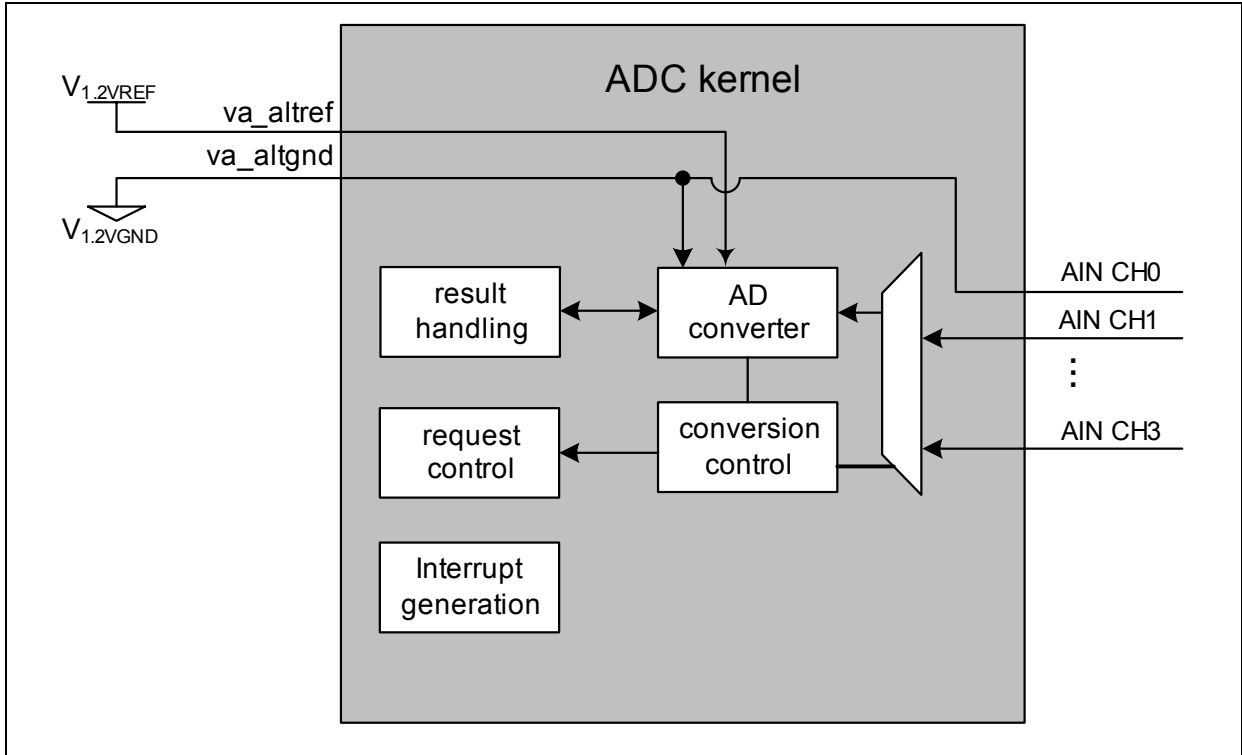 ADC kernel
V1.2VREF
va_altref
va_altgnd
V1.2VGND
AIN CH0
result
handling
AD
converter
AIN CH1
⋮
request
control
conversion
control
AIN CH3
Interrupt
generation